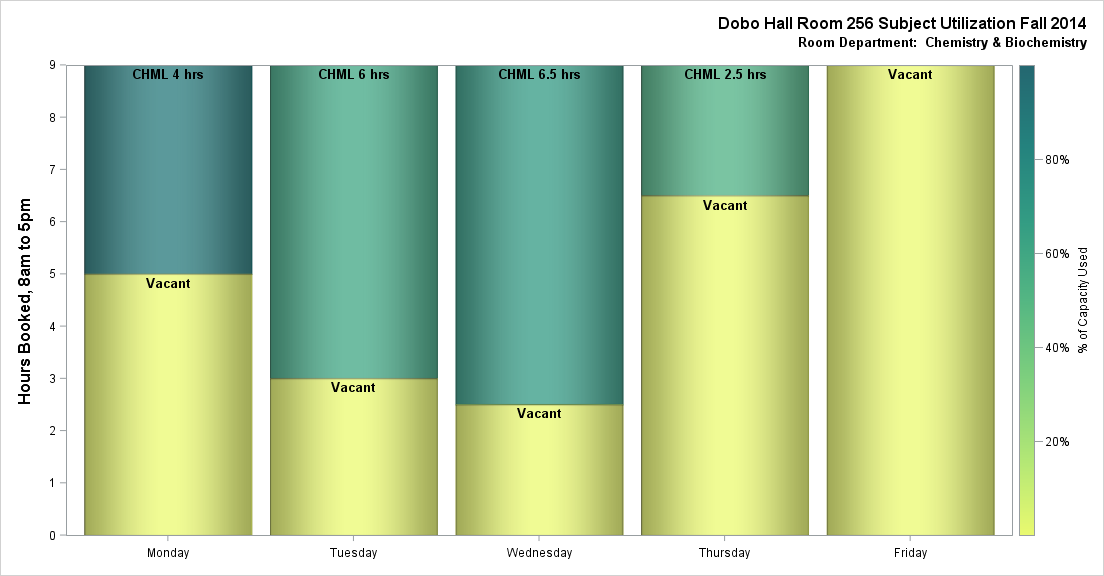 Dobo Hall Room 256 Subject Utilization Fall 2014
Room Department:  Chemistry & Biochemistry
Hours Booked, 8am to 5pm
9
8
7
6
5
4
3
2
1
0
CHML 4 hrs
Vacant
CHML 6 hrs
Vacant
CHML 6.5 hrs
Vacant
CHML 2.5 hrs
Vacant
Vacant
Monday
Tuesday
Wednesday
Thursday
Friday
80%
60%
40%
20%
% of Capacity Used